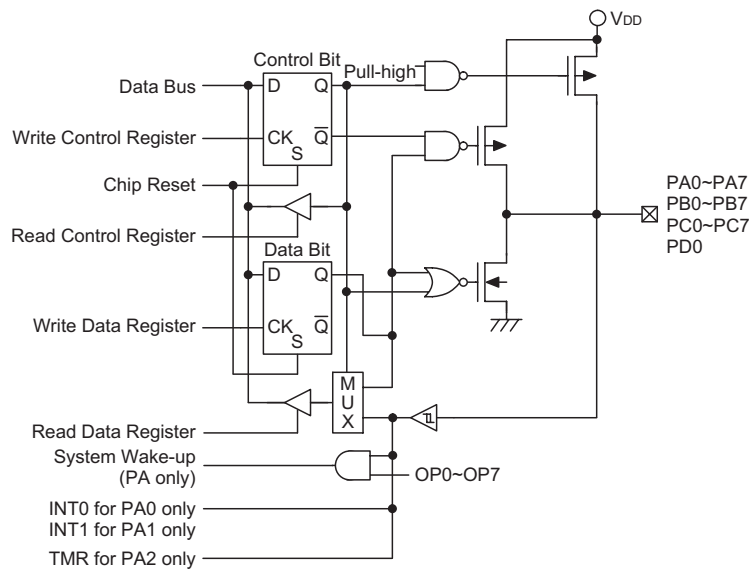 VDD
Control Bit
Pull-high
Data Bus
D
Q
Write Control Register
CK
Q
S
Chip Reset
PA0~PA7
PB0~PB7
PC0~PC7
PD0
Read Control Register
Data Bit
D
Q
Write Data Register
CK
Q
S
M
U
X
Read Data Register
System Wake-up
(PA only)
OP0~OP7
INT0 for PA0 only
INT1 for PA1 only
TMR for PA2 only